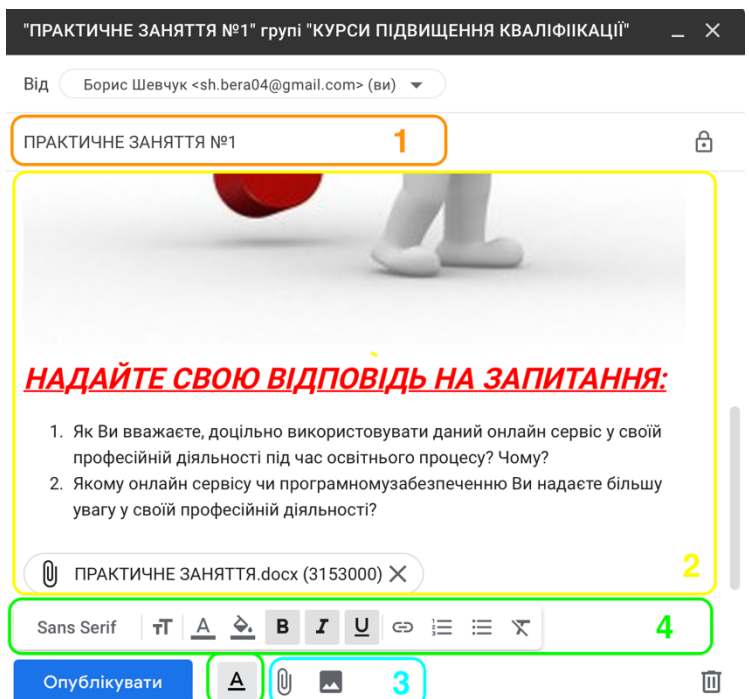 "ПРАКТИЧНЕ ЗАНЯТТЯ №1" групі "КУРСИ ПІДВИЩЕННЯ КВАЛІФІІКАЦІЇ"
Від Борис Шевчук <sh.bera04@gmail.com> (ви)
ПРАКТИЧНЕ ЗАНЯТТЯ №1 1
НАДАЙТЕ СВОЮ ВІДПОВІДЬ НА ЗАПИТАННЯ:
1. Як Ви вважаєте, доцільно використовувати даний онлайн сервіс у своїй
професійній діяльності під час освітнього процесу? Чому?
2. Якому онлайн сервісу чи програмномузабезпеченню Ви надаєте більшу
увагу у своїй професійній діяльності?
2
ПРАКТИЧНЕ ЗАНЯТТЯ.docx (3153000)
Sans Serif тT A B I U 4
Опублікувати A 3